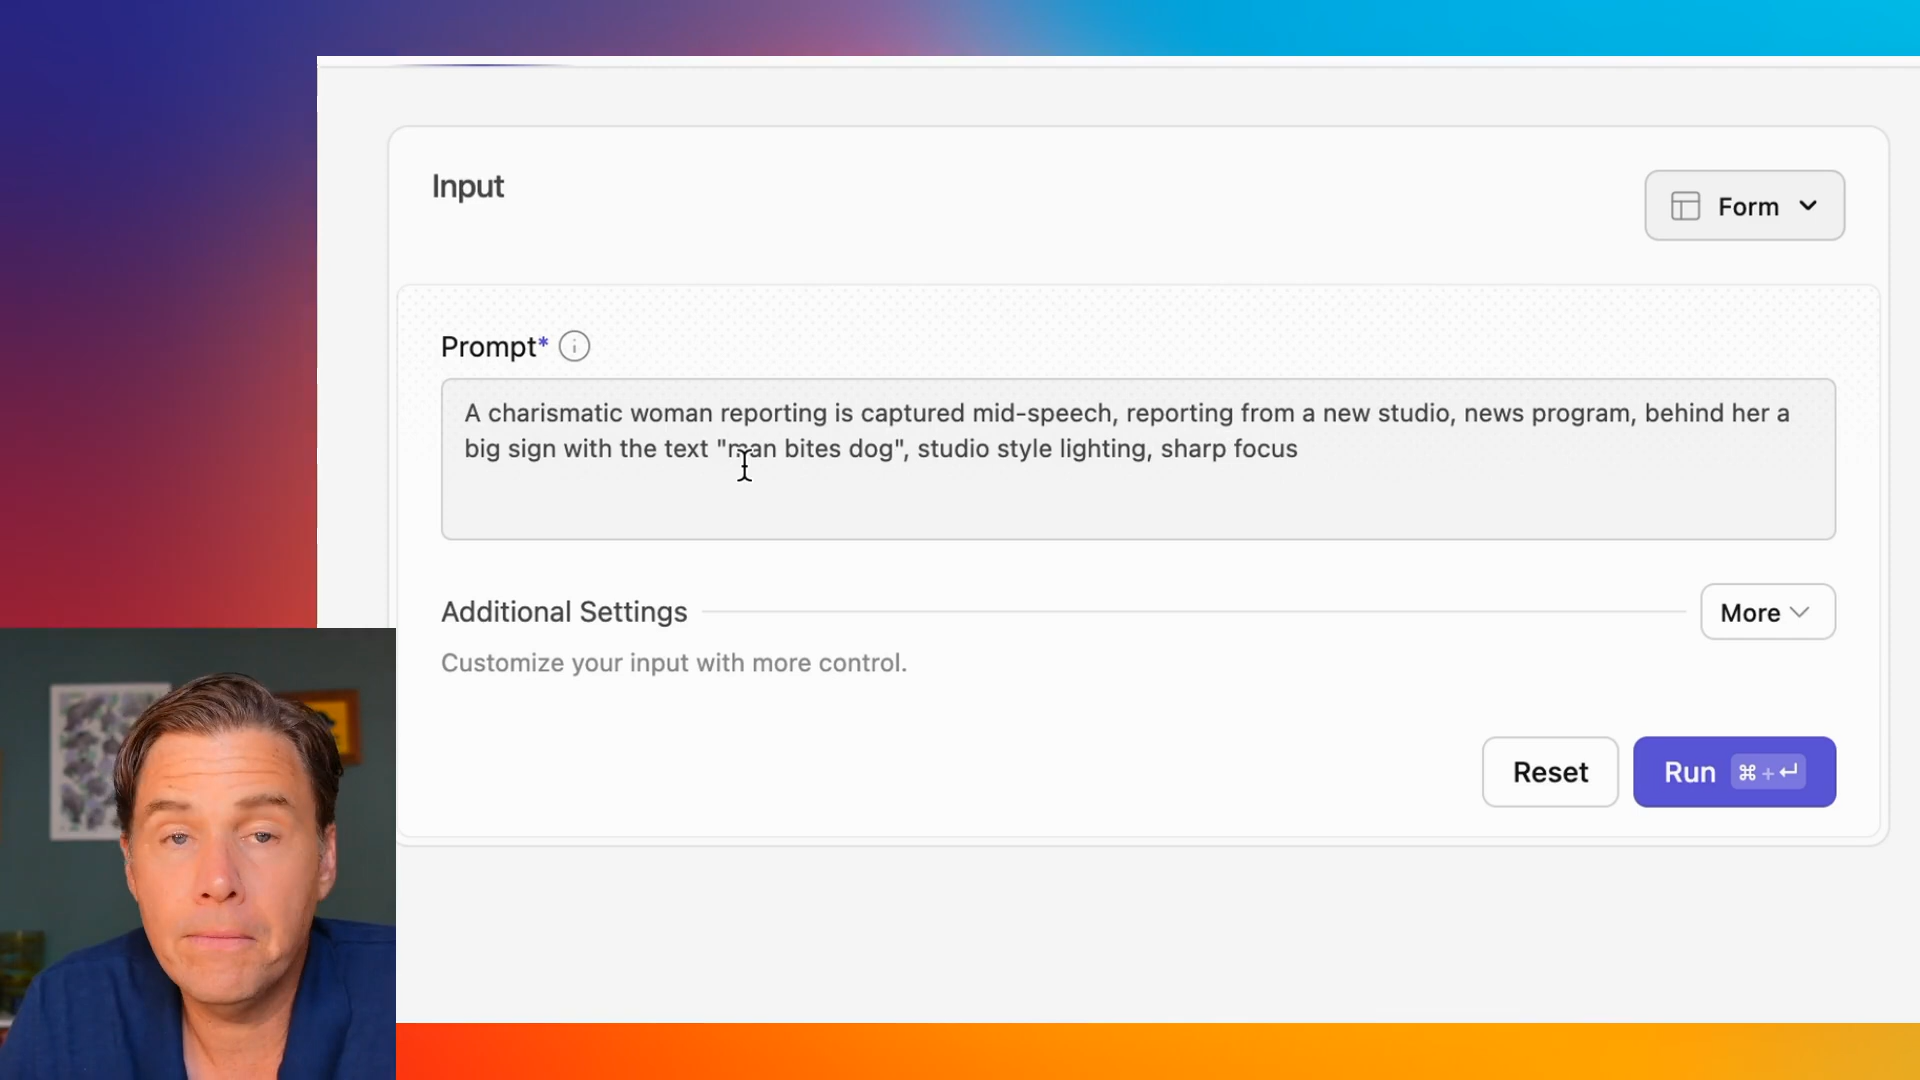 Input
Form
Prompt*
A charismatic woman reporting is captured mid-speech, reporting from a new studio, news program, behind her a
big sign with the text "man bites dog", studio style lighting, sharp focus
Additional Settings
More
Customize your input with more control.
Reset
Run ⌘+↵